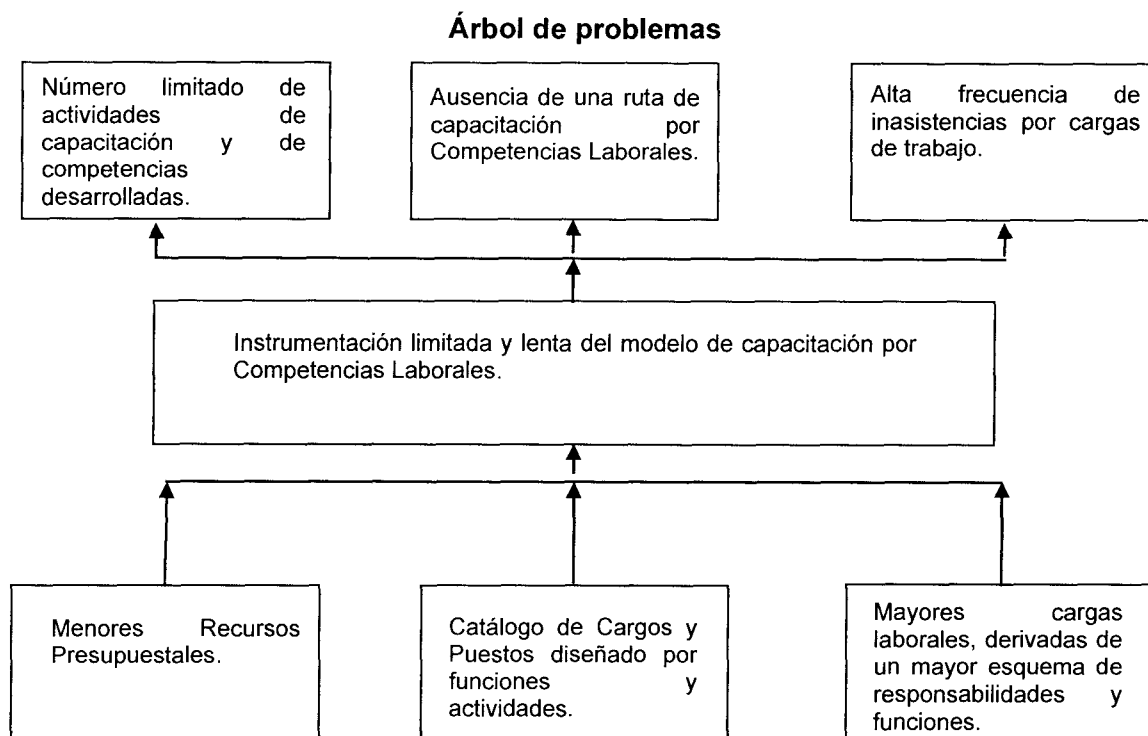 Árbol de problemas
Número limitado de
actividades de
capacitación y de
competencias
desarrolladas.
Ausencia de una ruta de
capacitación por
Competencias Laborales.
Alta frecuencia de
inasistencias por cargas
de trabajo.
Instrumentación limitada y lenta del modelo de capacitación por
Competencias Laborales.
Menores Recursos
Presupuestales.
Catálogo de Cargos y
Puestos diseñado por
funciones y
actividades.
Mayores cargas
laborales, derivadas de
un mayor esquema de
responsabilidades y
funciones.